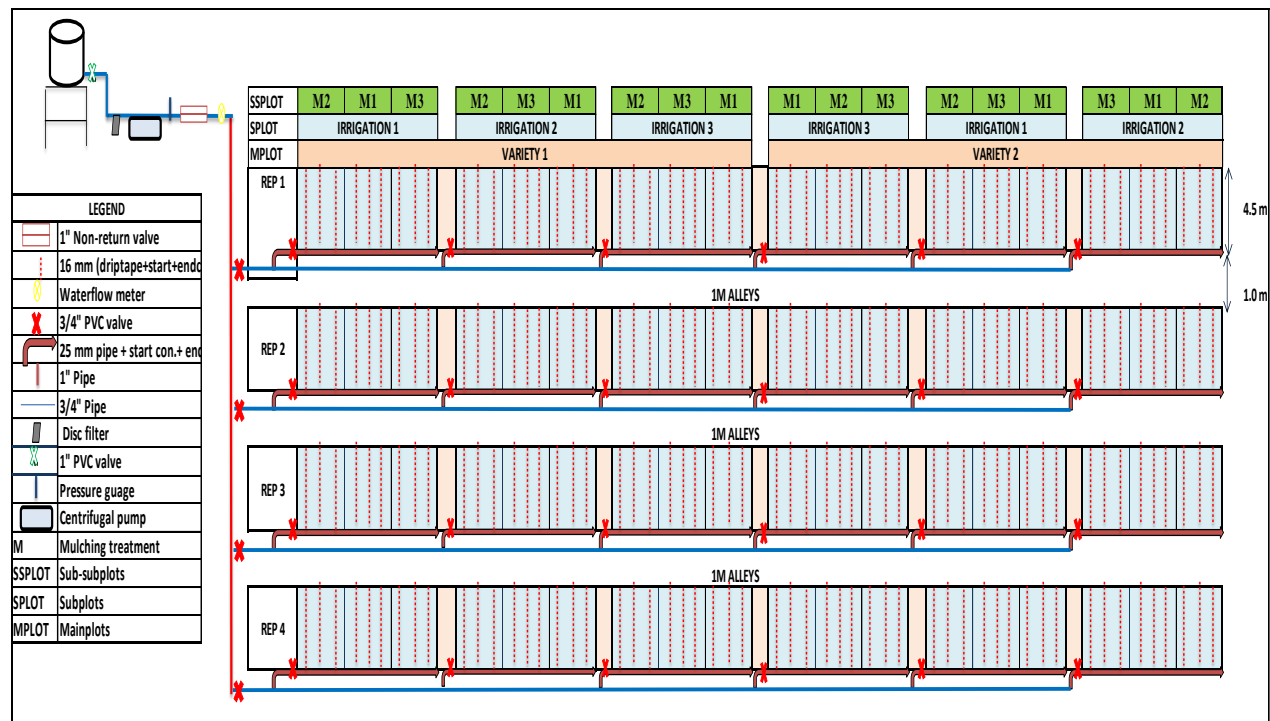 SSPLOT M2 M1 M3 M2 M3 M1 M2 M3 M1 M1 M2 M3 M2 M3 M1 M3 M1 M2
SPLOT IRRIGATION 1 IRRIGATION 2 IRRIGATION 3 IRRIGATION 3 IRRIGATION 1 IRRIGATION 2
MPLOT VARIETY 1 VARIETY 2
REP 1
4.5 m
1.0 m
1M ALLEYS
REP 2
1M ALLEYS
REP 3
1M ALLEYS
REP 4
LEGEND
1" Non-return valve
16 mm (driptape+start+endc
Waterflow meter
3/4" PVC valve
25 mm pipe + start con.+ end
1" Pipe
3/4" Pipe
Disc filter
1" PVC valve
Pressure guage
Centrifugal pump
M Mulching treatment
SSPLOT Sub-subplots
SPLOT Subplots
MPLOT Mainplots